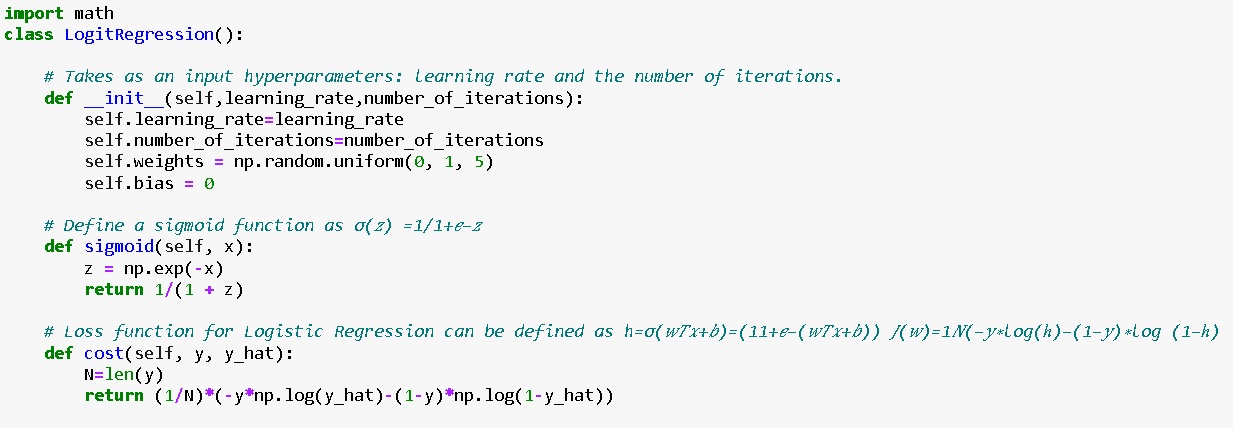 import math
class LogitRegression():
# Takes as an input hyperparameters: learning rate and the number of iterations.
def __init__(self,learning_rate,number_of_iterations):
self.learning_rate=learning_rate
self.number_of_iterations=number_of_iterations
self.weights = np.random.uniform(0, 1, 5)
self.bias = 0
# Define a sigmoid function as σ(z) =1/1+𝑒−z
def sigmoid(self, x):
z = np.exp(-x)
return 1/(1 + z)
# Loss function for Logistic Regression can be defined as h=σ(𝑤𝑇𝑥+𝑏)=(11+𝑒−(𝑤𝑇𝑥+𝑏)) 𝐽(𝑤)=1𝑁(−𝑦∗log(ℎ)−(1−𝑦)∗log (1−ℎ)
def cost(self, y, y_hat):
N=len(y)
return (1/N)*(-y*np.log(y_hat)-(1-y)*np.log(1-y_hat))